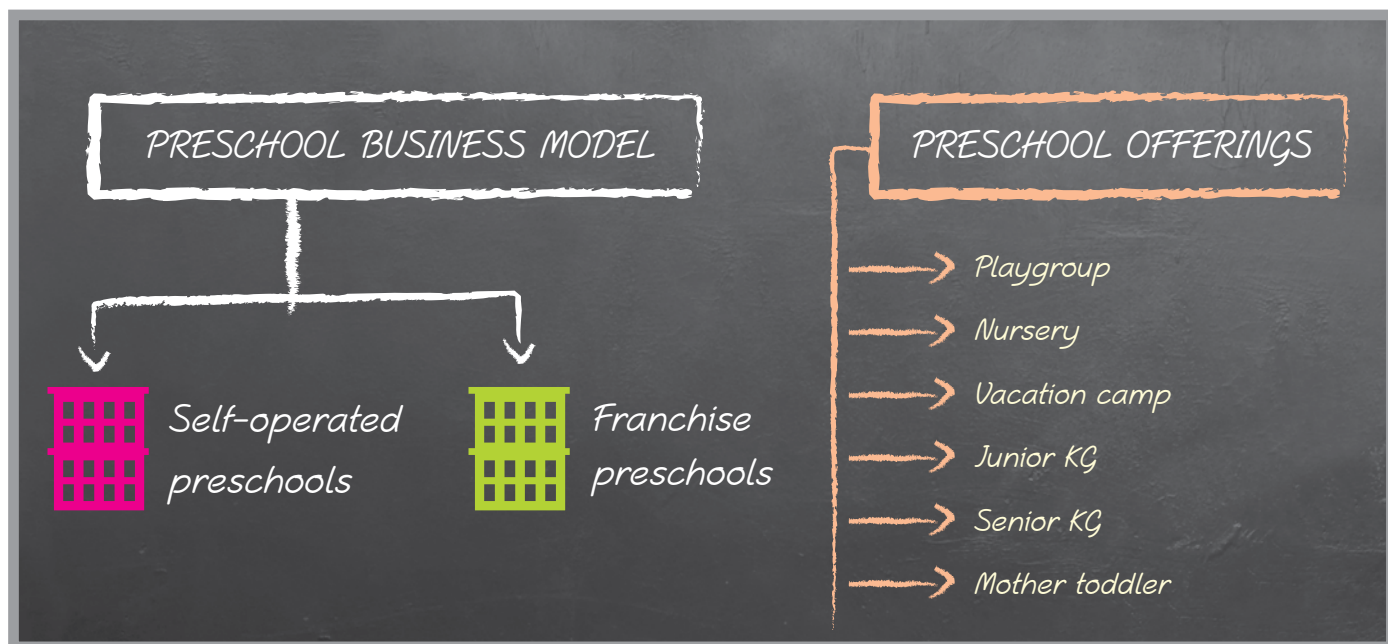 PRESCHOOL BUSINESS MODEL
Self-operated
preschools
Franchise
preschools
PRESCHOOL OFFERINGS
Playgroup
Nursery
Vacation camp
Junior KG
Senior KG
Mother toddler